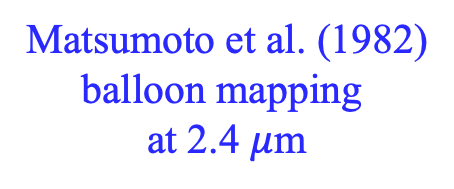 Matsumoto et al. (1982)
balloon mapping
at 2.4 μm